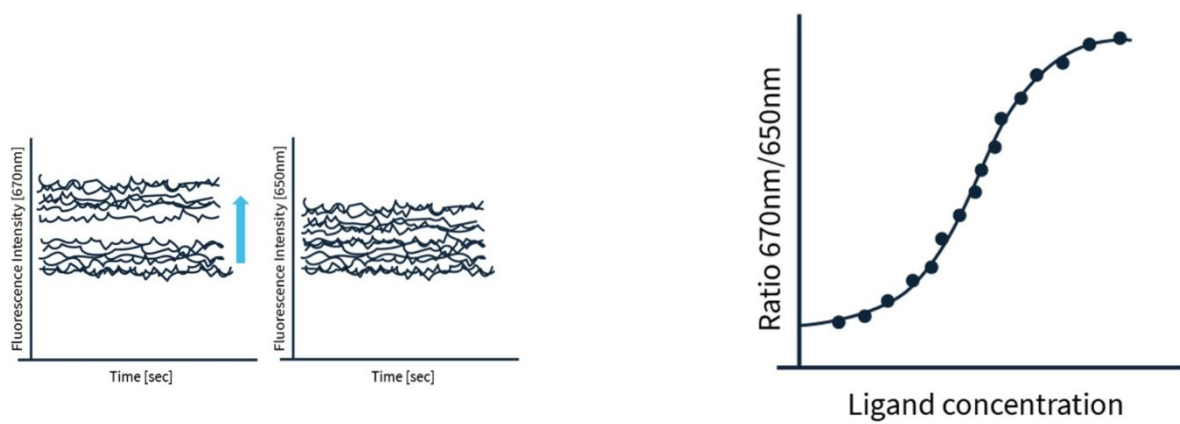 Fluorescence Intensity [670nm]
Time [sec]
Fluorescence Intensity [650nm]
Time [sec]
Ratio 670nm/650nm
Ligand concentration